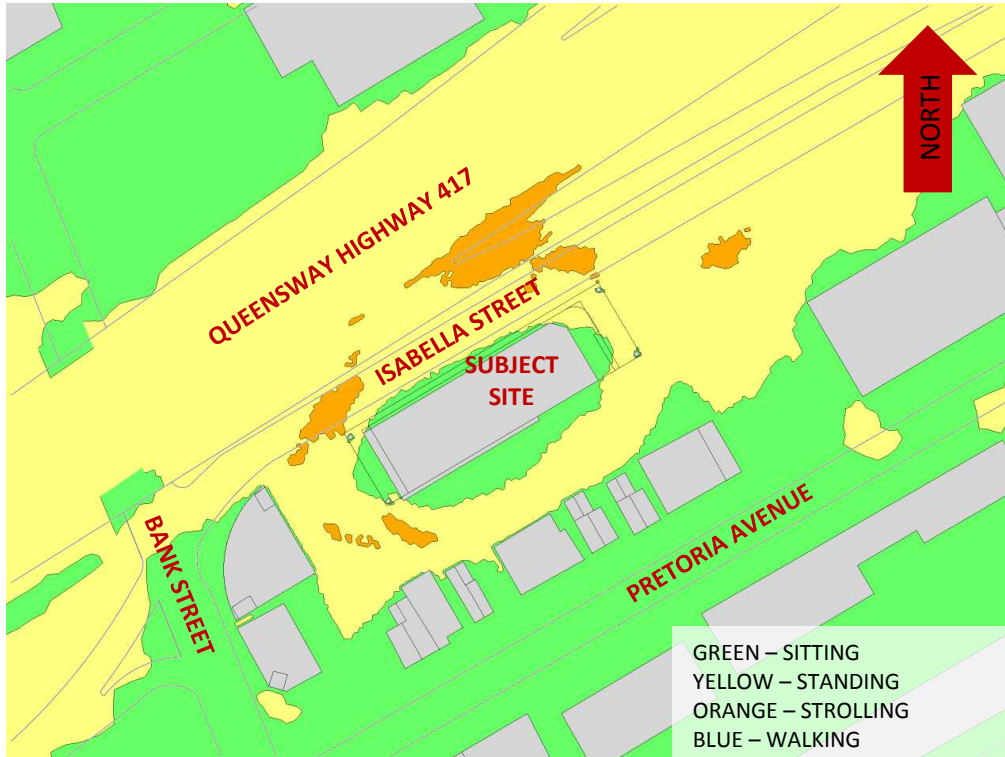 NORTH
QUEENSWAY HIGHWAY 417
ISABELLA STREET
SUBJECT
SITE
BANK STREET
PRETORIA AVENUE
GREEN – SITTING
YELLOW – STANDING
ORANGE – STROLLING
BLUE – WALKING